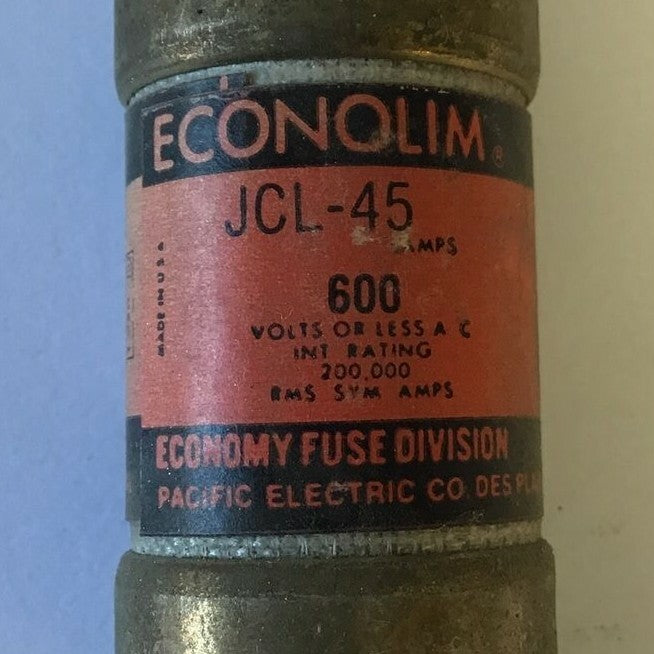 ECONOLIM®
JCL-45
AMPS
MADE IN U S A
600
VOLTS OR LESS A C
INT RATING
200,000
RMS SYM AMPS
ECONOMY FUSE DIVISION
PACIFIC ELECTRIC CO. DES PLA